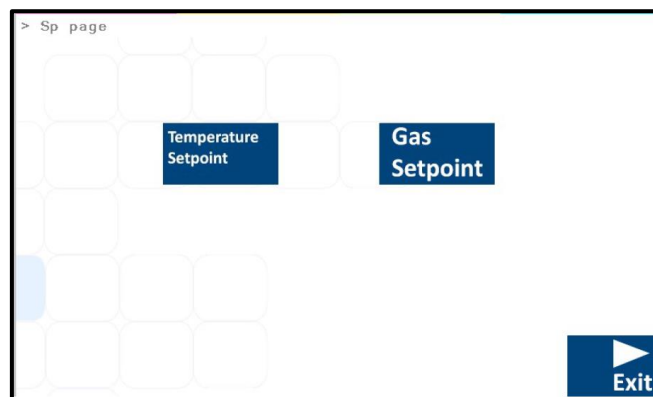 > Sp page
Temperature
Setpoint
Gas
Setpoint
Exit